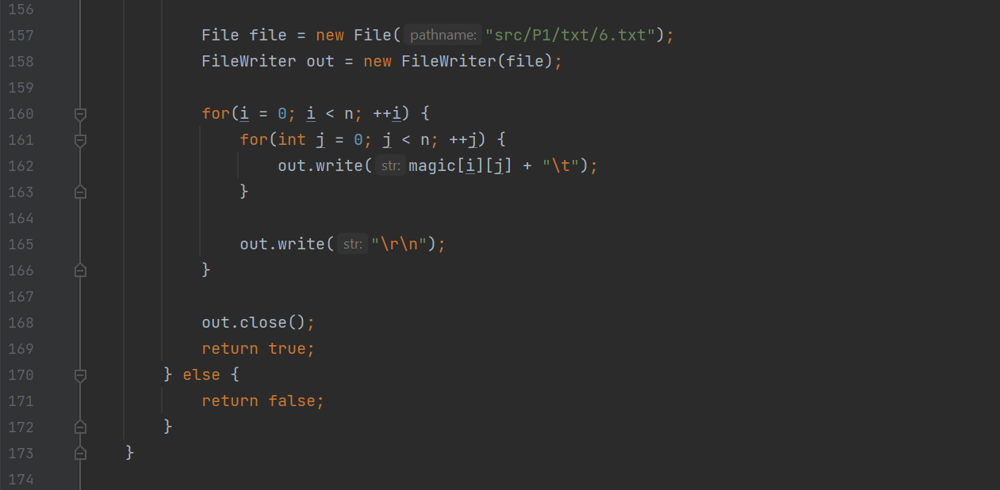 156
157 File file = new File( pathname: "src/P1/txt/6.txt");
158 FileWriter out = new FileWriter(file);
159
160 for(i = 0; i < n; ++i) {
161 for(int j = 0; j < n; ++j) {
162 out.write( str: magic[i][j] + "\t");
163 }
164
165 out.write( str: "\r\n");
166 }
167
168 out.close();
169 return true;
170 } else {
171 return false;
172 }
173 }
174